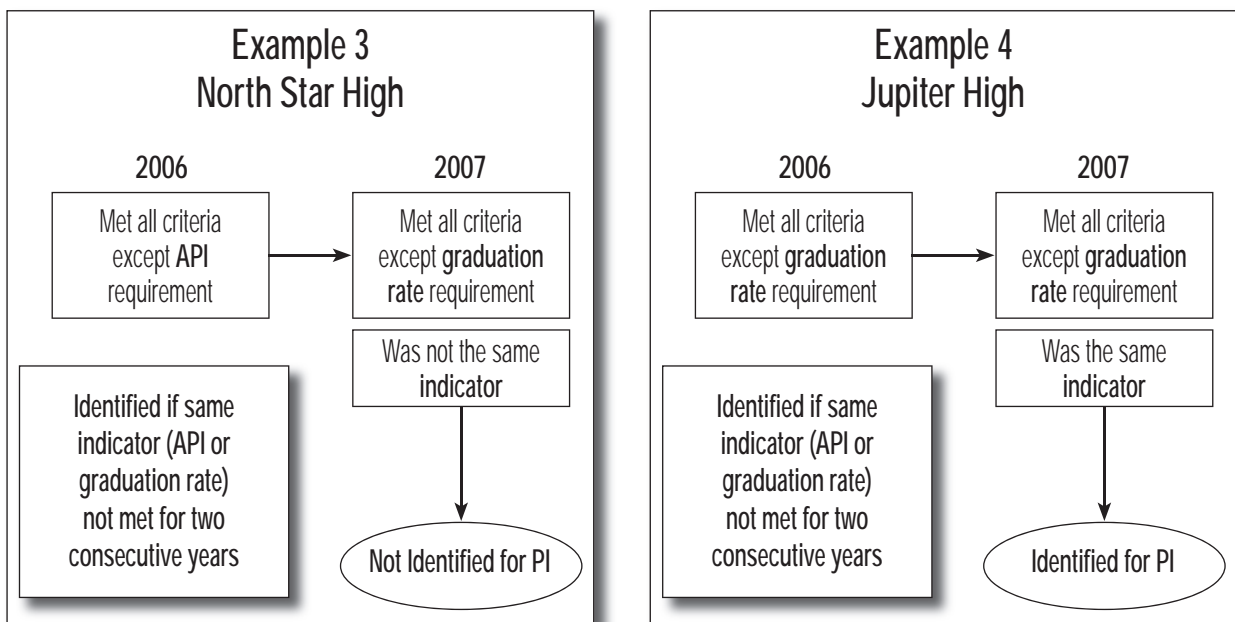 Example 3
North Star High
2006
2007
Met all criteria
except API
requirement
Met all criteria
except graduation
rate requirement
Was not the same
indicator
Identified if same
indicator (API or
graduation rate)
not met for two
consecutive years
Not Identified for PI
Example 4
Jupiter High
2006
2007
Met all criteria
except graduation
rate requirement
Met all criteria
except graduation
rate requirement
Was the same
indicator
Identified if same
indicator (API or
graduation rate)
not met for two
consecutive years
Identified for PI